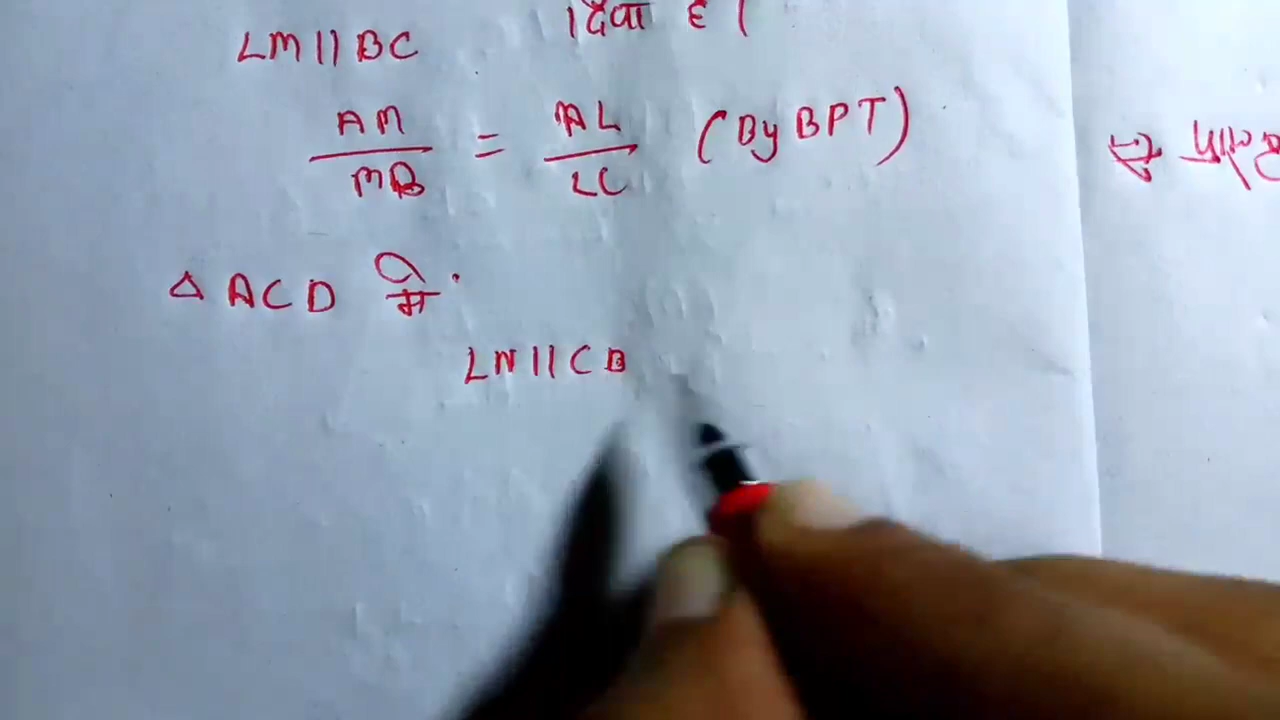 दिया है।
LM||BC
AM/MB = AL/LC (By BPT)
△ ACD में
LN||CD